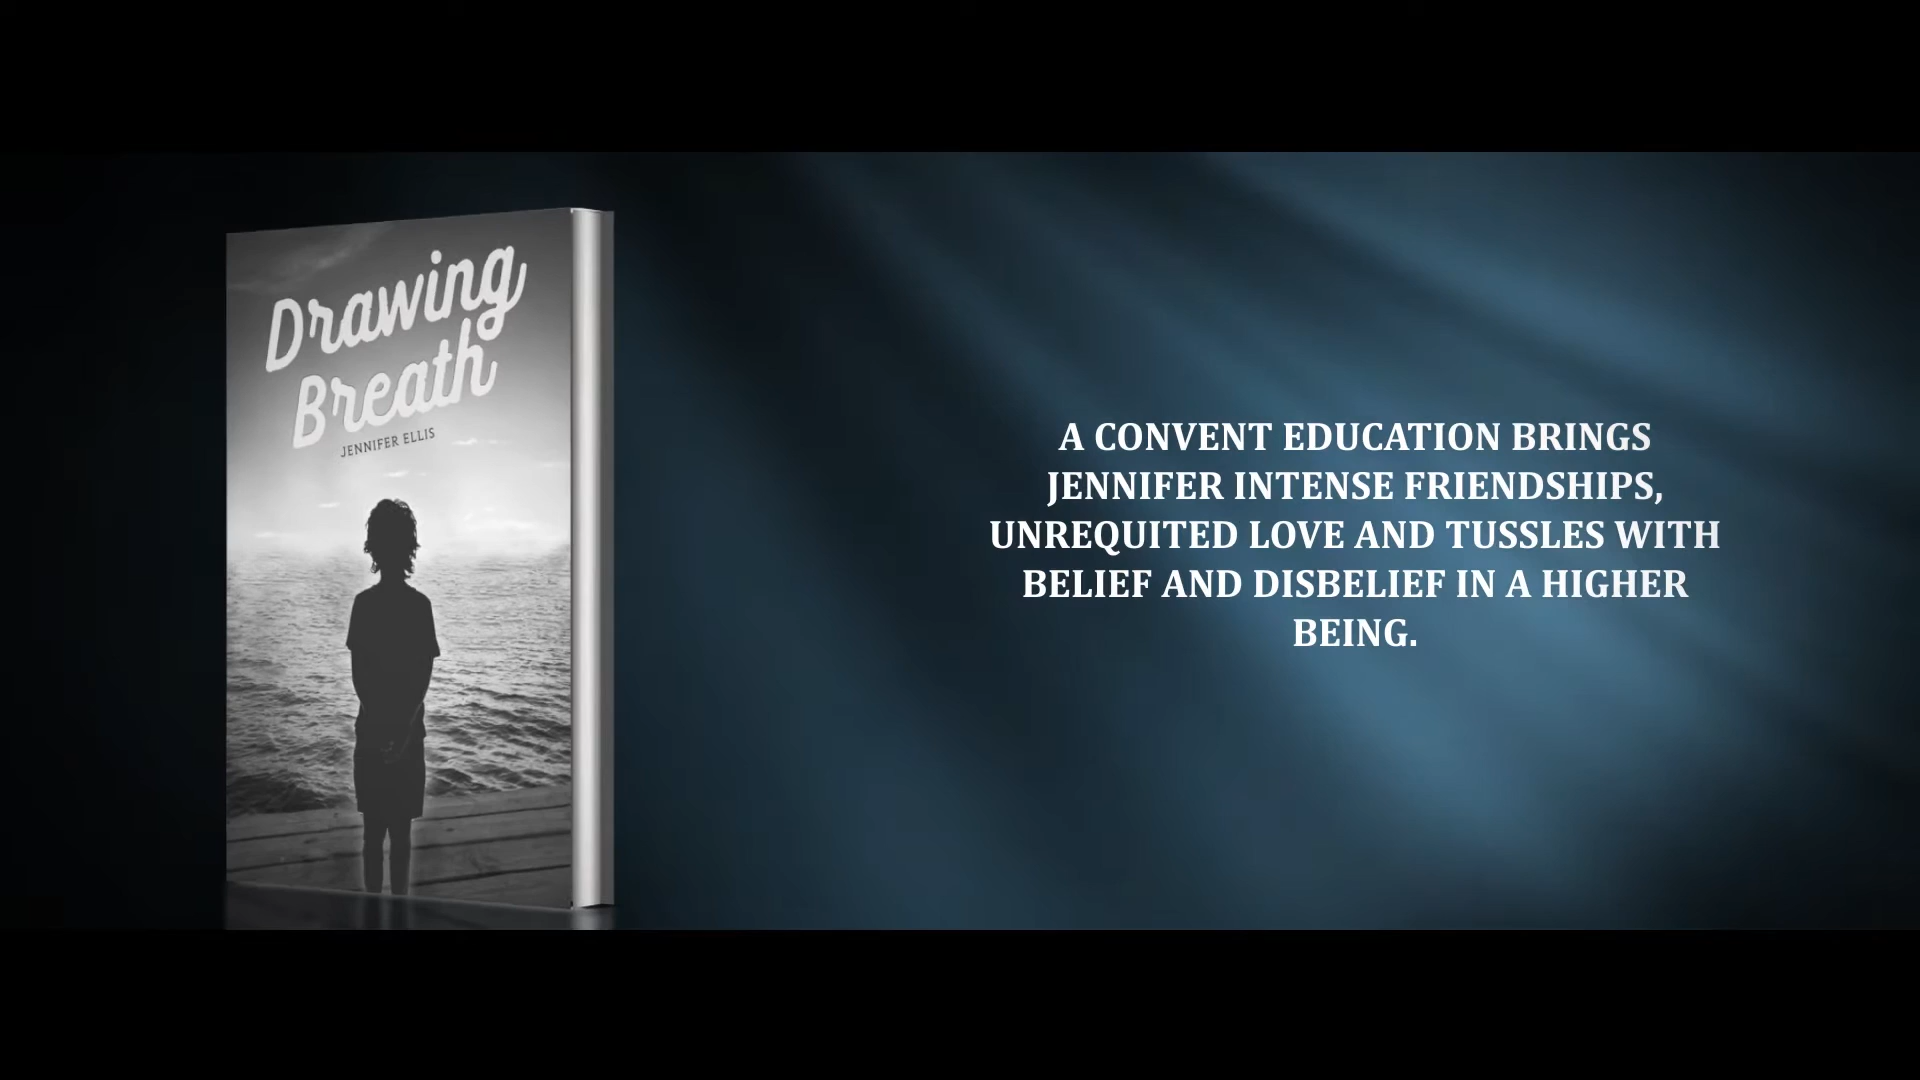 Drawing
Breath
JENNIFER ELLIS
A CONVENT EDUCATION BRINGS
JENNIFER INTENSE FRIENDSHIPS,
UNREQUITED LOVE AND TUSSLES WITH
BELIEF AND DISBELIEF IN A HIGHER
BEING.